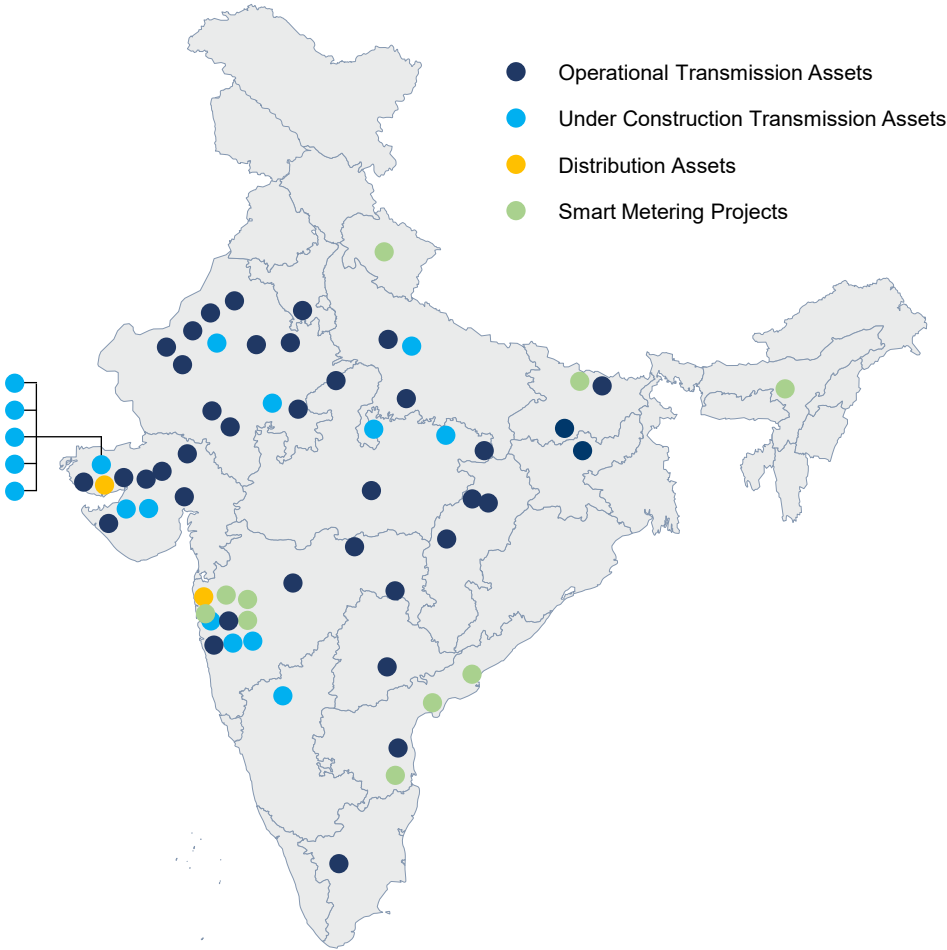 Operational Transmission Assets
Under Construction Transmission Assets
Distribution Assets
Smart Metering Projects